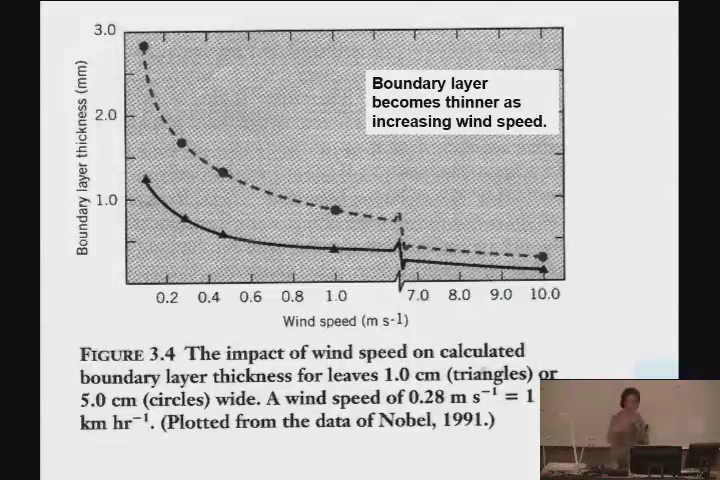 3.0
Boundary layer
becomes thinner as
increasing wind speed.
2.0
1.0
Boundary layer thickness (mm)
0.2 0.4 0.6 0.8 1.0 7.0 8.0 9.0 10.0
Wind speed (m s-1)
FIGURE 3.4 The impact of wind speed on calculated
boundary layer thickness for leaves 1.0 cm (triangles) or
5.0 cm (circles) wide. A wind speed of 0.28 m s⁻¹ = 1
km hr⁻¹. (Plotted from the data of Nobel, 1991.)